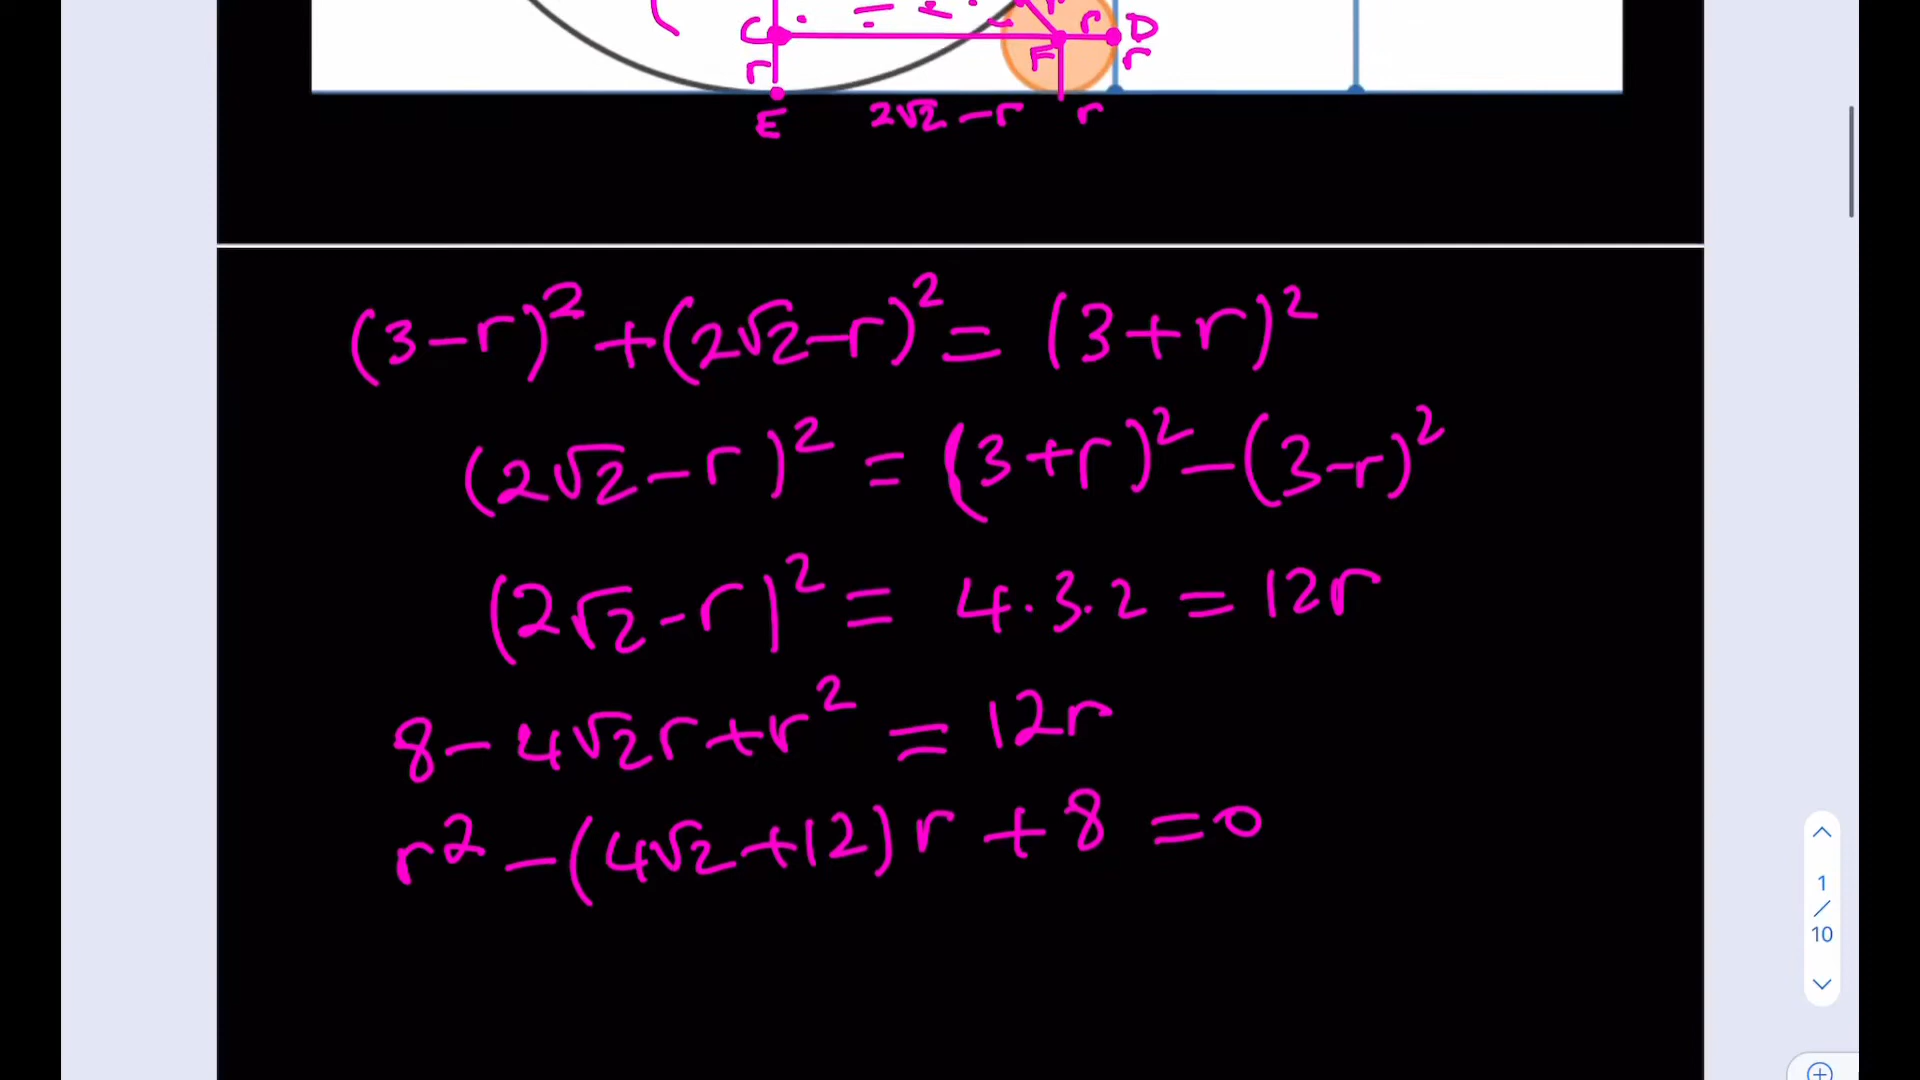 C r D
r F r
E 2√2 − r r
(3−r)² + (2√2−r)² = (3+r)²
(2√2−r)² = (3+r)² − (3−r)²
(2√2−r)² = 4·3·2 = 12r
8 − 4√2r + r² = 12r
r² − (4√2+12)r + 8 = 0
1
/
10